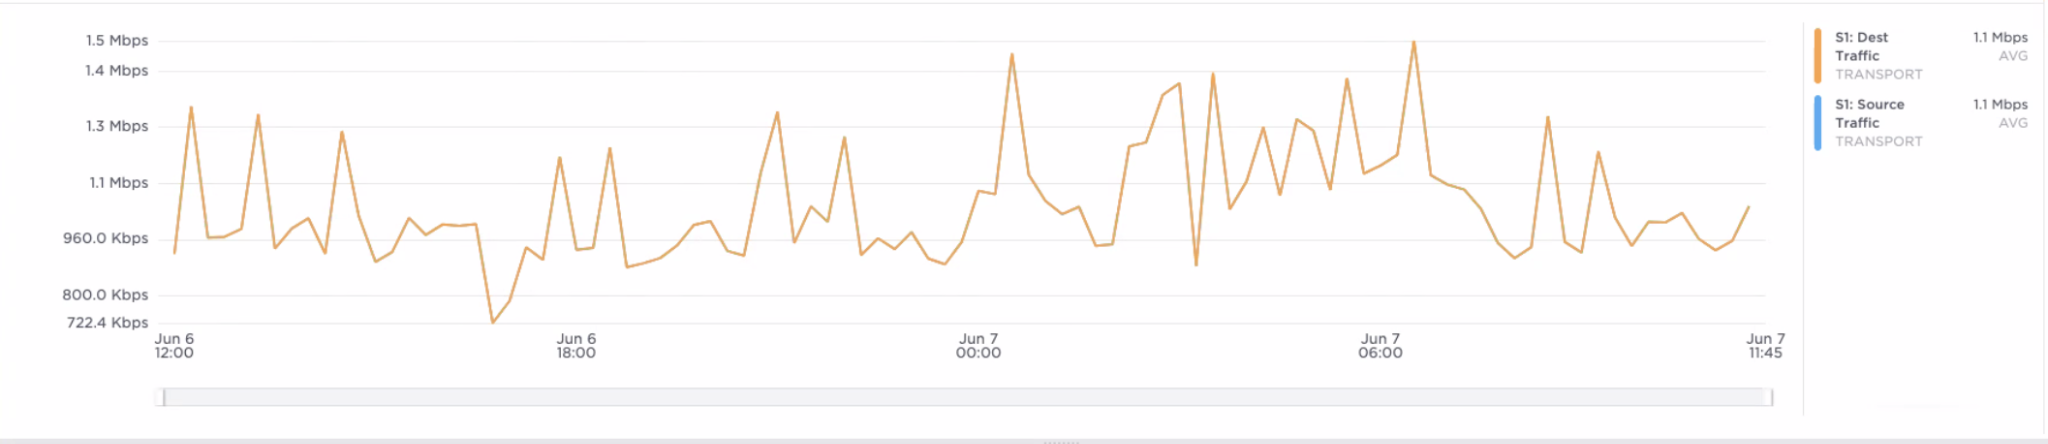 1.5 Mbps
1.4 Mbps
1.3 Mbps
1.1 Mbps
960.0 Kbps
800.0 Kbps
722.4 Kbps
Jun 6
12:00
Jun 6
18:00
Jun 7
00:00
Jun 7
06:00
Jun 7
11:45
S1: Dest 1.1 Mbps
Traffic AVG
TRANSPORT
S1: Source 1.1 Mbps
Traffic AVG
TRANSPORT